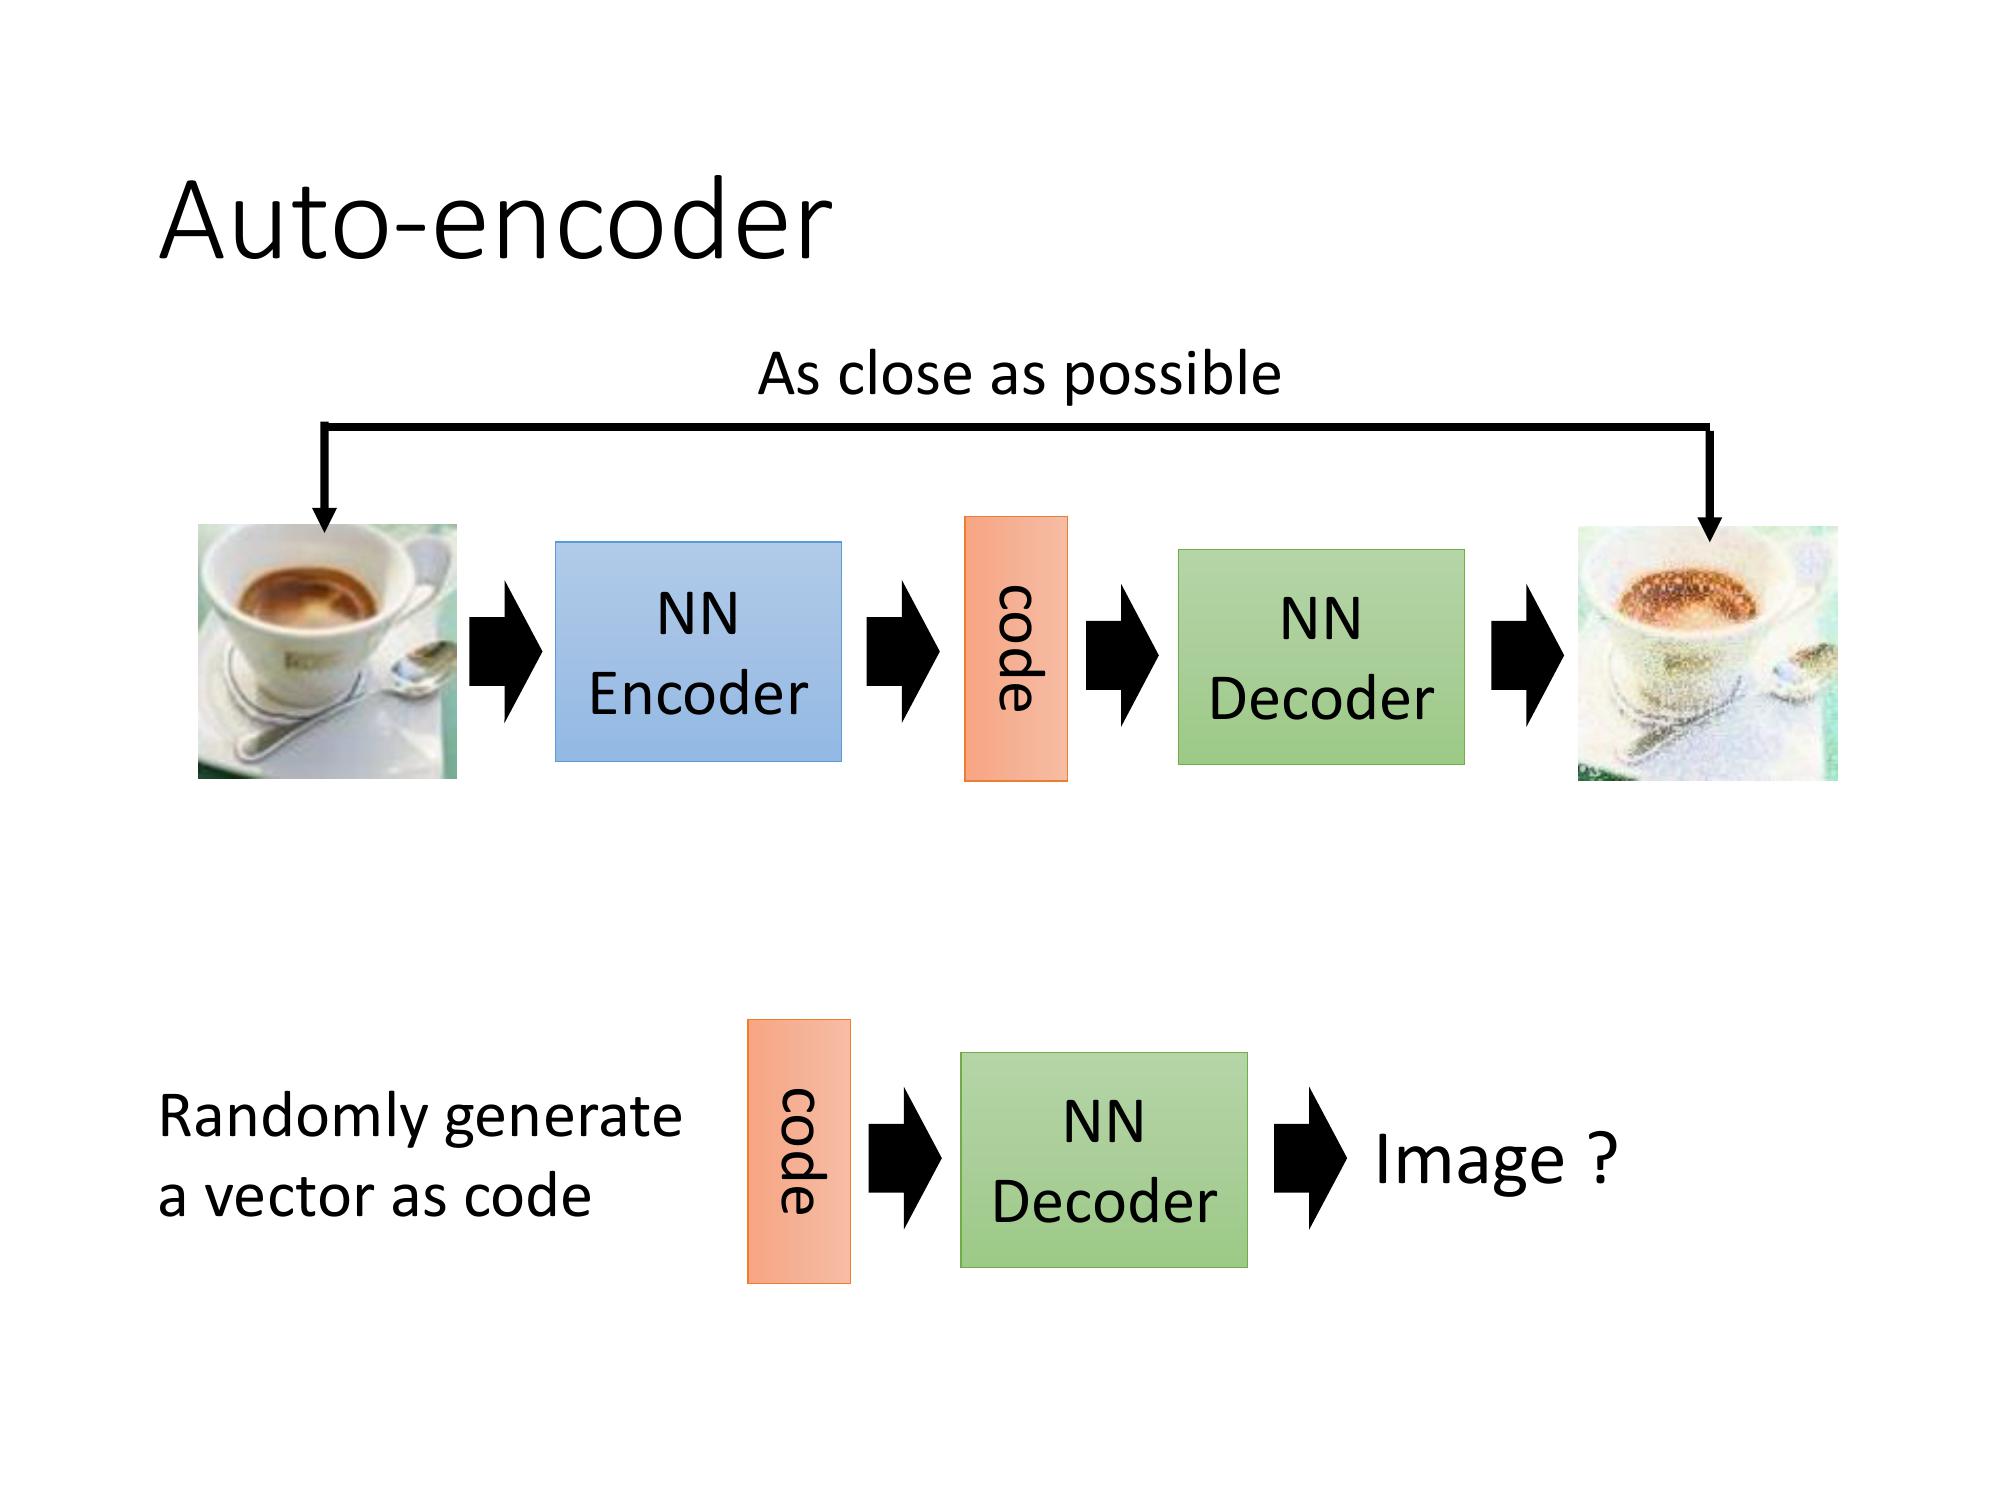 Auto-encoder
As close as possible
NN
Encoder
code
NN
Decoder
Randomly generate
a vector as code
code
NN
Decoder
Image ?